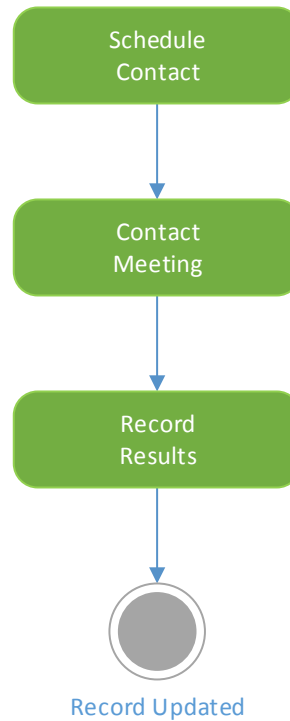 Schedule
Contact
Contact
Meeting
Record
Results
Record Updated